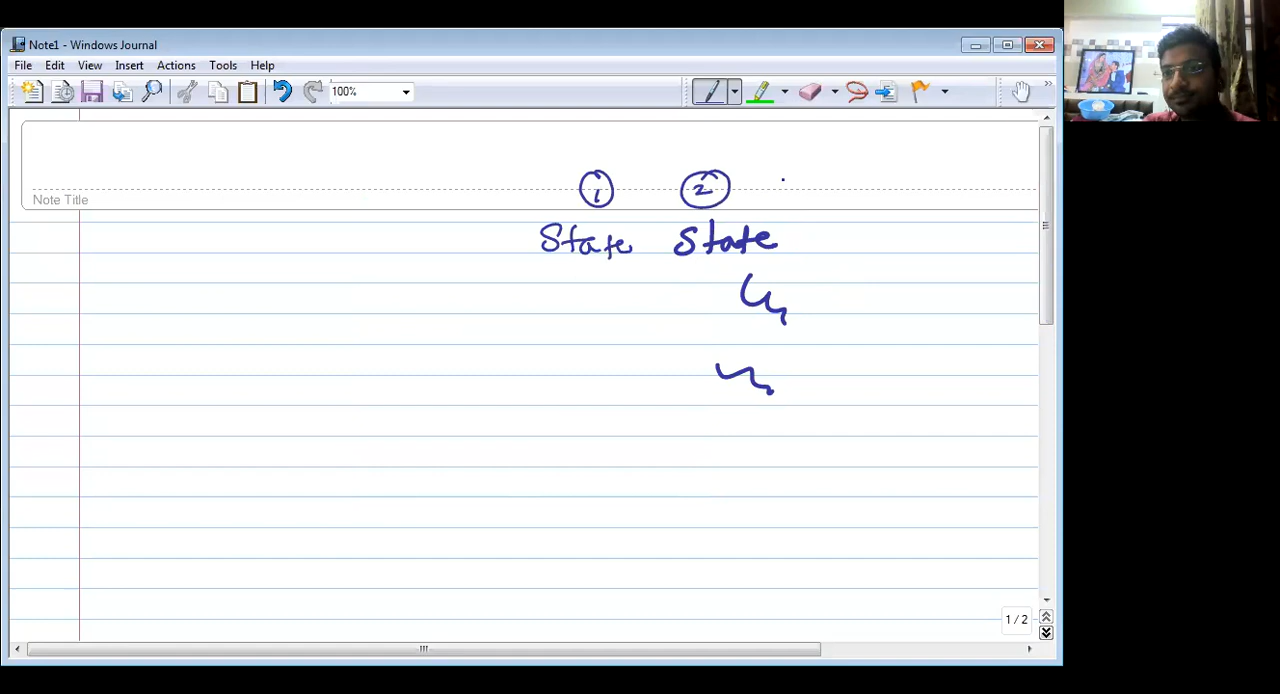 Note1 - Windows Journal
File Edit View Insert Actions Tools Help
100%
1 2
Note Title
State State
1 / 2